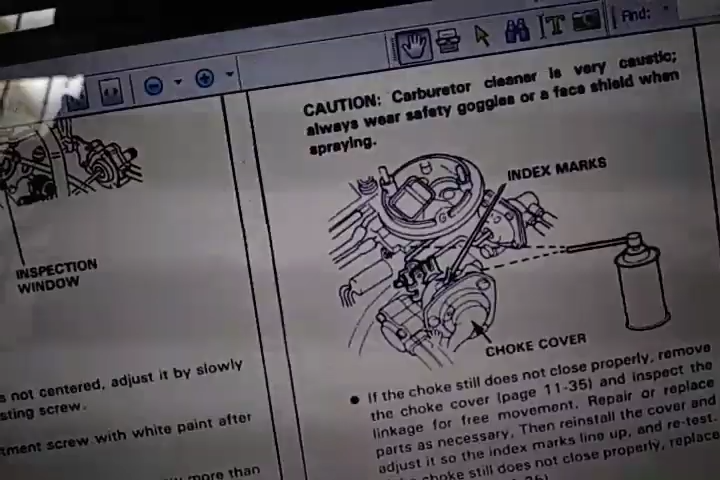 Find:
CAUTION: Carburetor cleaner is very caustic;
always wear safety goggles or a face shield when
spraying.
INDEX MARKS
INSPECTION
WINDOW
CHOKE COVER
s not centered, adjust it by slowly
sting screw.
tment screw with white paint after
more than
● If the choke still does not close properly, remove
the choke cover (page 11-35) and inspect the
linkage for free movement. Repair or replace
parts as necessary. Then reinstall the cover and
adjust it so the index marks line up, and re-test.
choke still does not close properly, replace